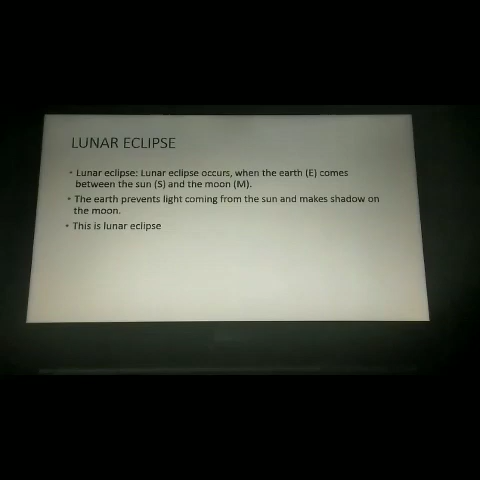 LUNAR ECLIPSE
• Lunar eclipse: Lunar eclipse occurs, when the earth (E) comes
between the sun (S) and the moon (M).
• The earth prevents light coming from the sun and makes shadow on
the moon.
• This is lunar eclipse